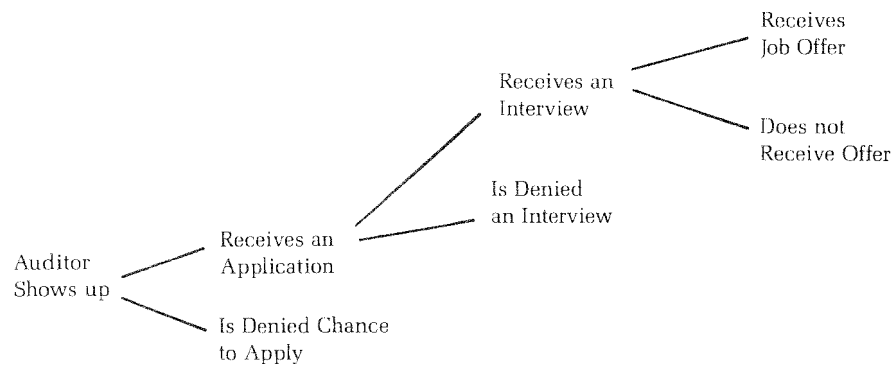 Receives
Job Offer
Receives an
Interview
Does not
Receive Offer
Is Denied
an Interview
Receives an
Application
Auditor
Shows up
Is Denied Chance
to Apply